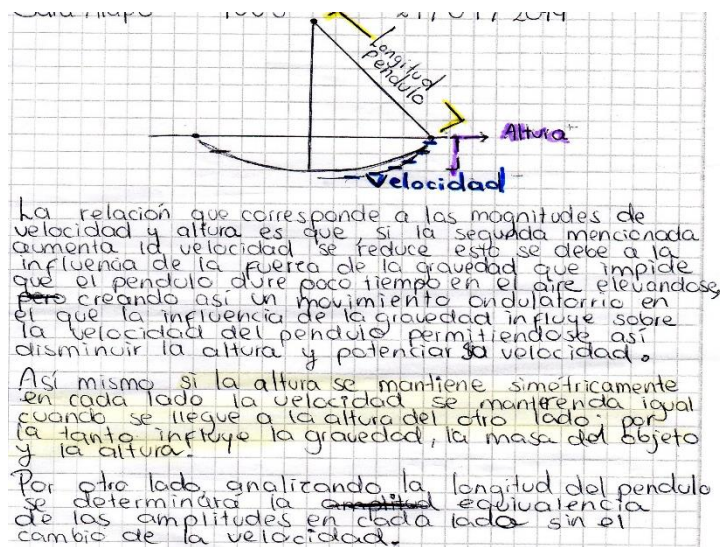 Longitud
pendulo
Altura
Velocidad
La relación que corresponde a las magnitudes de
velocidad y altura es que si la segunda mencionada
aumenta la velocidad se reduce esto se debe a la
influencia de la fuerza de la gravedad que impide
que el pendulo dure poco tiempo en el aire elevandose,
pero creando así un movimiento ondulatorrio en
el que la influencia de la gravedad influye sobre
la velocidad del pendulo permitiendose así
disminuir la altura y potenciar su velocidad.
Así mismo si la altura se mantiene simetricamente
en cada lado la velocidad se mantenda igual
cuando se llegue a la altura del otro lado; por
la tanto influye la gravedad, la masa del objeto
y la altura.
Por otro lado, analizando la longitud del pendulo
se determinara la amplitud equivalencia
de las amplitudes en cada lado sin el
cambio de la velocidad.